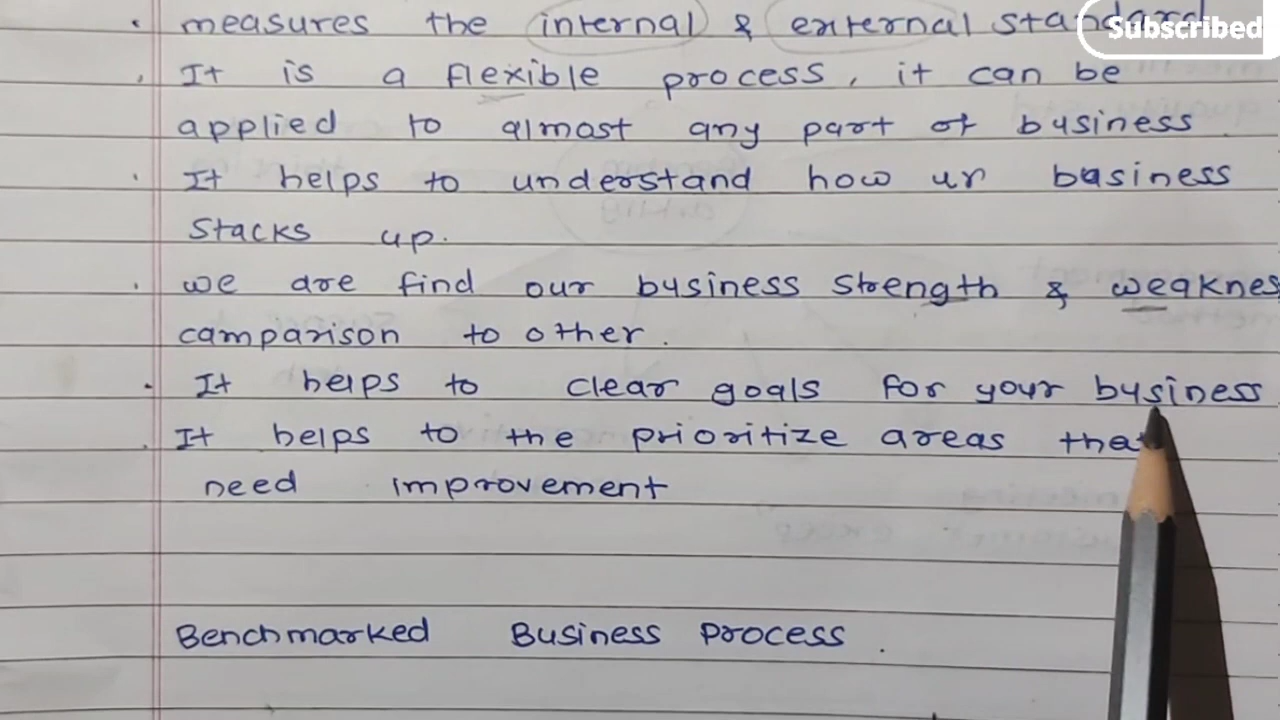 measures the internal & external standard
Subscribed
It is a flexible process, it can be
applied to almost any part of business
It helps to understand how ur business
Stacks up.
we are find our business strength & weaknes
camparison to other.
It helps to clear goals for your business
It helps to the prioritize areas that
need improvement
Benchmarked Business Process.